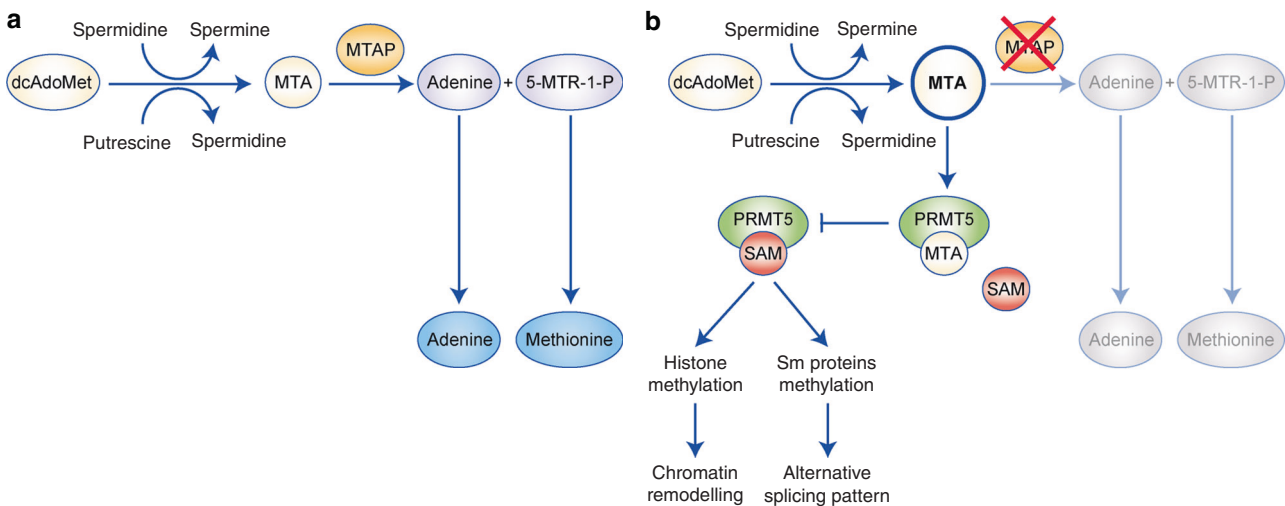 a
Spermidine
Spermine
MTAP
dcAdoMet
MTA
Adenine
+
5-MTR-1-P
Putrescine
Spermidine
Adenine
Methionine
b
Spermidine
Spermine
MTAP
dcAdoMet
MTA
Adenine
+
5-MTR-1-P
Putrescine
Spermidine
PRMT5
SAM
PRMT5
MTA
SAM
Adenine
Methionine
Histone
methylation
Sm proteins
methylation
Chromatin
remodelling
Alternative
splicing pattern